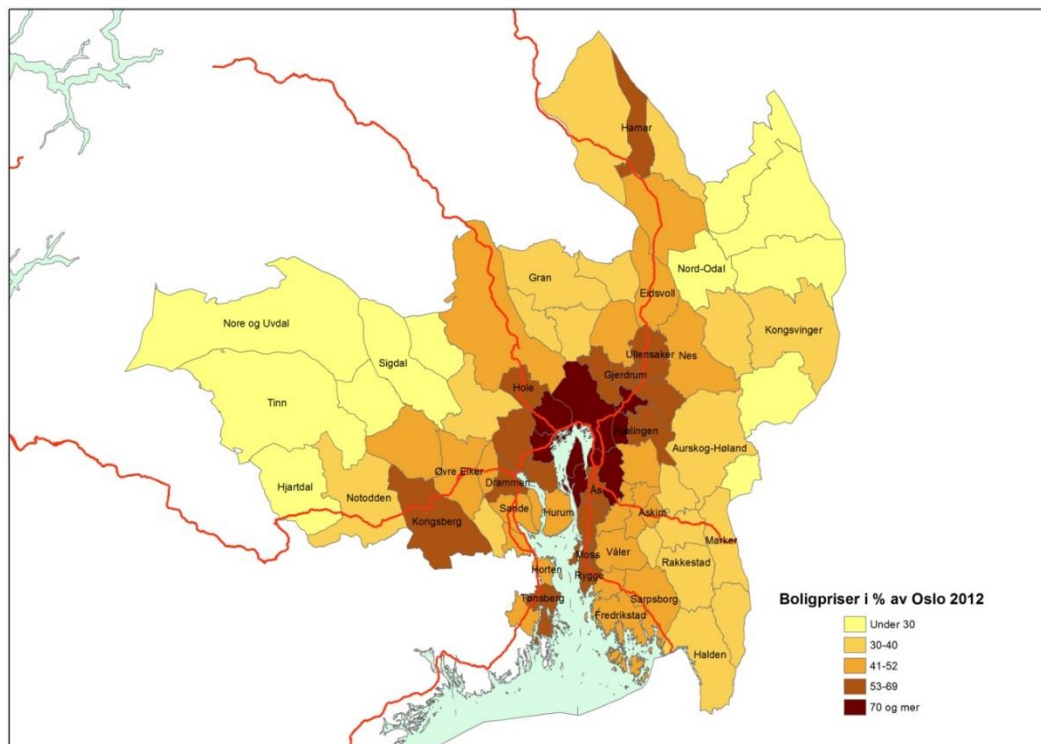 Hamar
Gran
Nord-Odal
Eidsvoll
Nore og Uvdal
Kongsvinger
Ullensaker
Nes
Sigdal
Gjerdrum
Hole
Tinn
Rælingen
Aurskog-Høland
Øvre Eiker
Hjartdal
Notodden
Drammen
Ås
Sande
Hurum
Askim
Kongsberg
Marker
Moss
Våler
Rakkestad
Horten
Rygge
Tønsberg
Sarpsborg
Fredrikstad
Halden
Boligpriser i % av Oslo 2012
Under 30
30-40
41-52
53-69
70 og mer